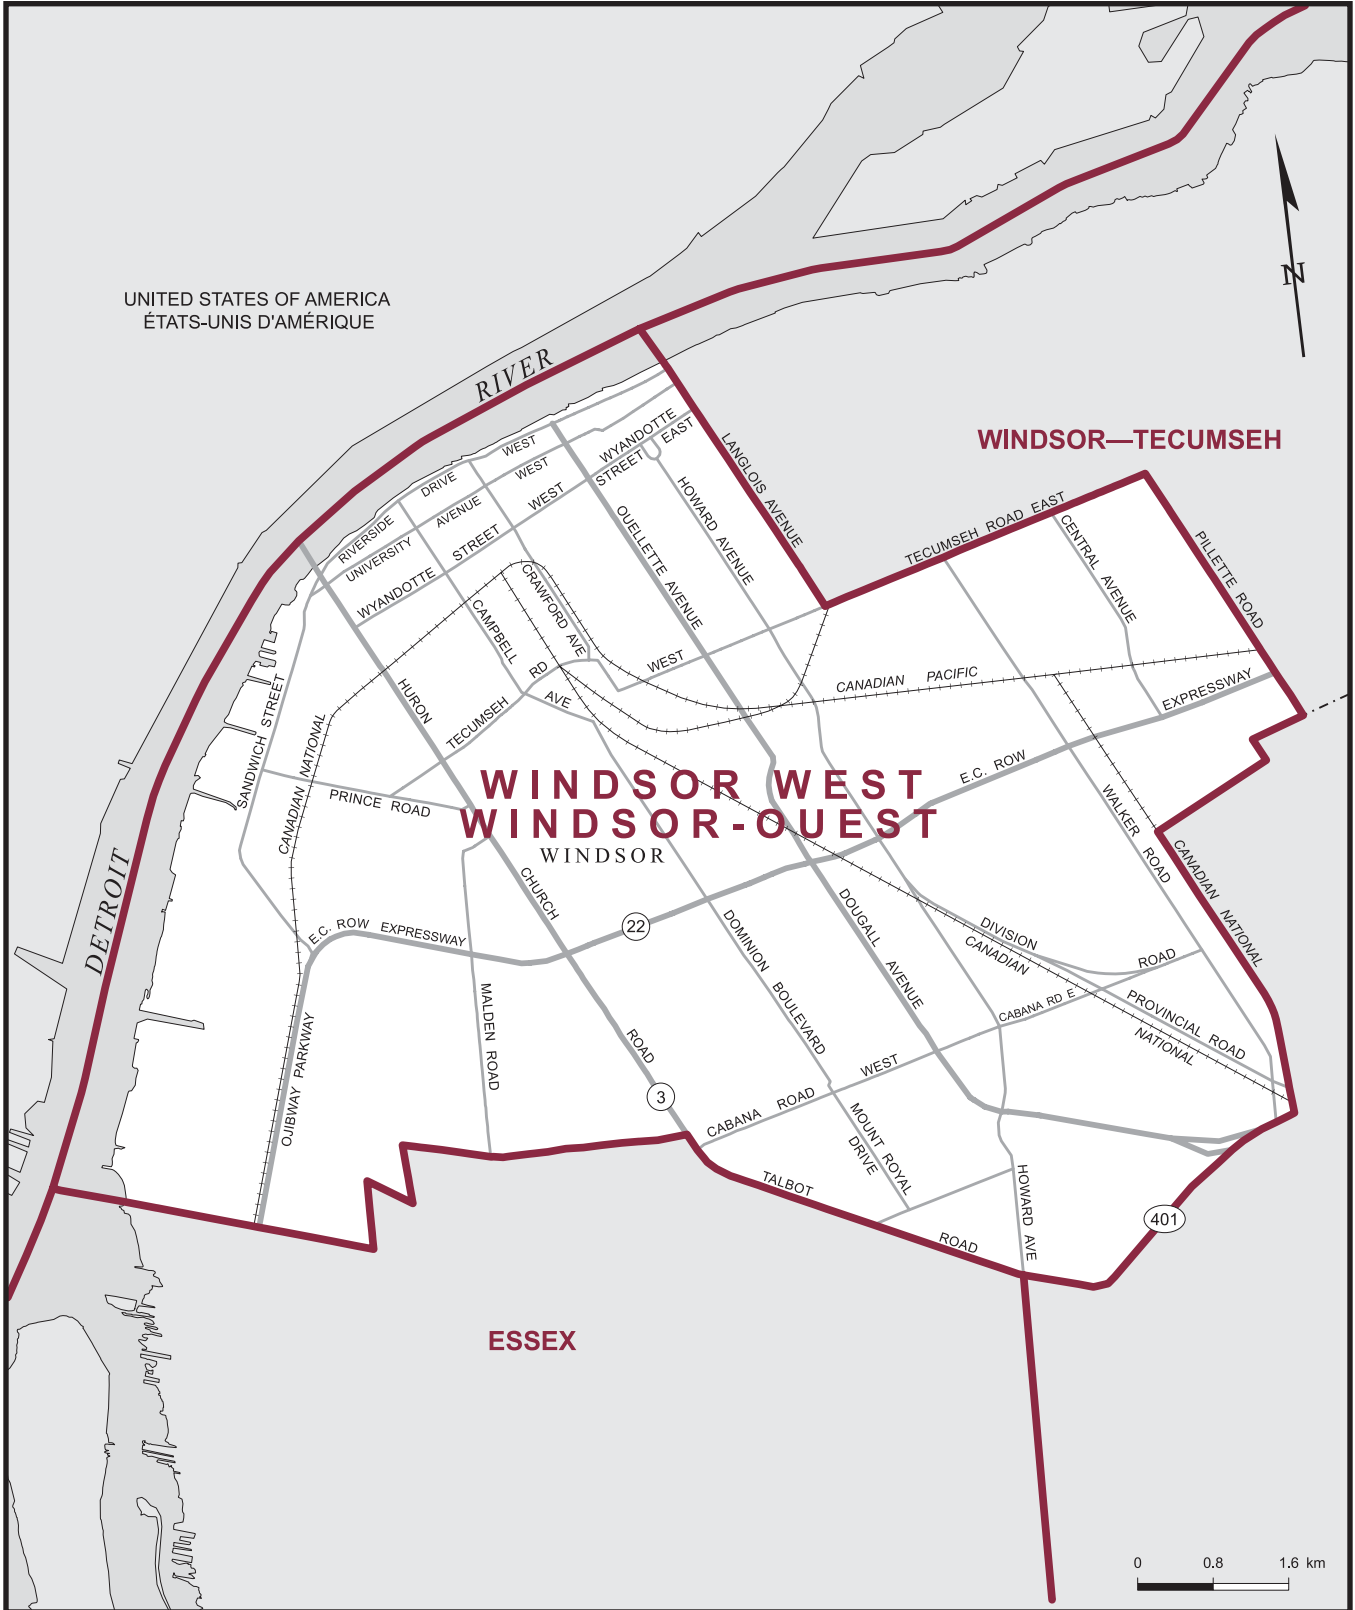 UNITED STATES OF AMERICA
ÉTATS-UNIS D'AMÉRIQUE
N
RIVER
DETROIT
WINDSOR—TECUMSEH
LANGLOIS AVENUE
TECUMSEH ROAD EAST
CENTRAL AVENUE
PILLETTE ROAD
RIVERSIDE DRIVE WEST
UNIVERSITY AVENUE WEST
WYANDOTTE STREET WEST
WYANDOTTE
STREET EAST
HOWARD AVENUE
OUELLETTE AVENUE
CRAWFORD AVE
CAMPBELL AVE
TECUMSEH RD WEST
HURON
CHURCH
ROAD
SANDWICH STREET
CANADIAN NATIONAL
PRINCE ROAD
CANADIAN PACIFIC
EXPRESSWAY
E.C. ROW
WALKER ROAD
CANADIAN NATIONAL
WINDSOR WEST
WINDSOR-OUEST
WINDSOR
22
E.C. ROW EXPRESSWAY
MALDEN ROAD
OJIBWAY PARKWAY
DOMINION BOULEVARD
DOUGALL AVENUE
DIVISION ROAD
CANADIAN NATIONAL
CABANA RD E
PROVINCIAL ROAD
3
CABANA ROAD WEST
MOUNT ROYAL
DRIVE
TALBOT ROAD
HOWARD AVE
401
ESSEX
0 0.8 1.6 km